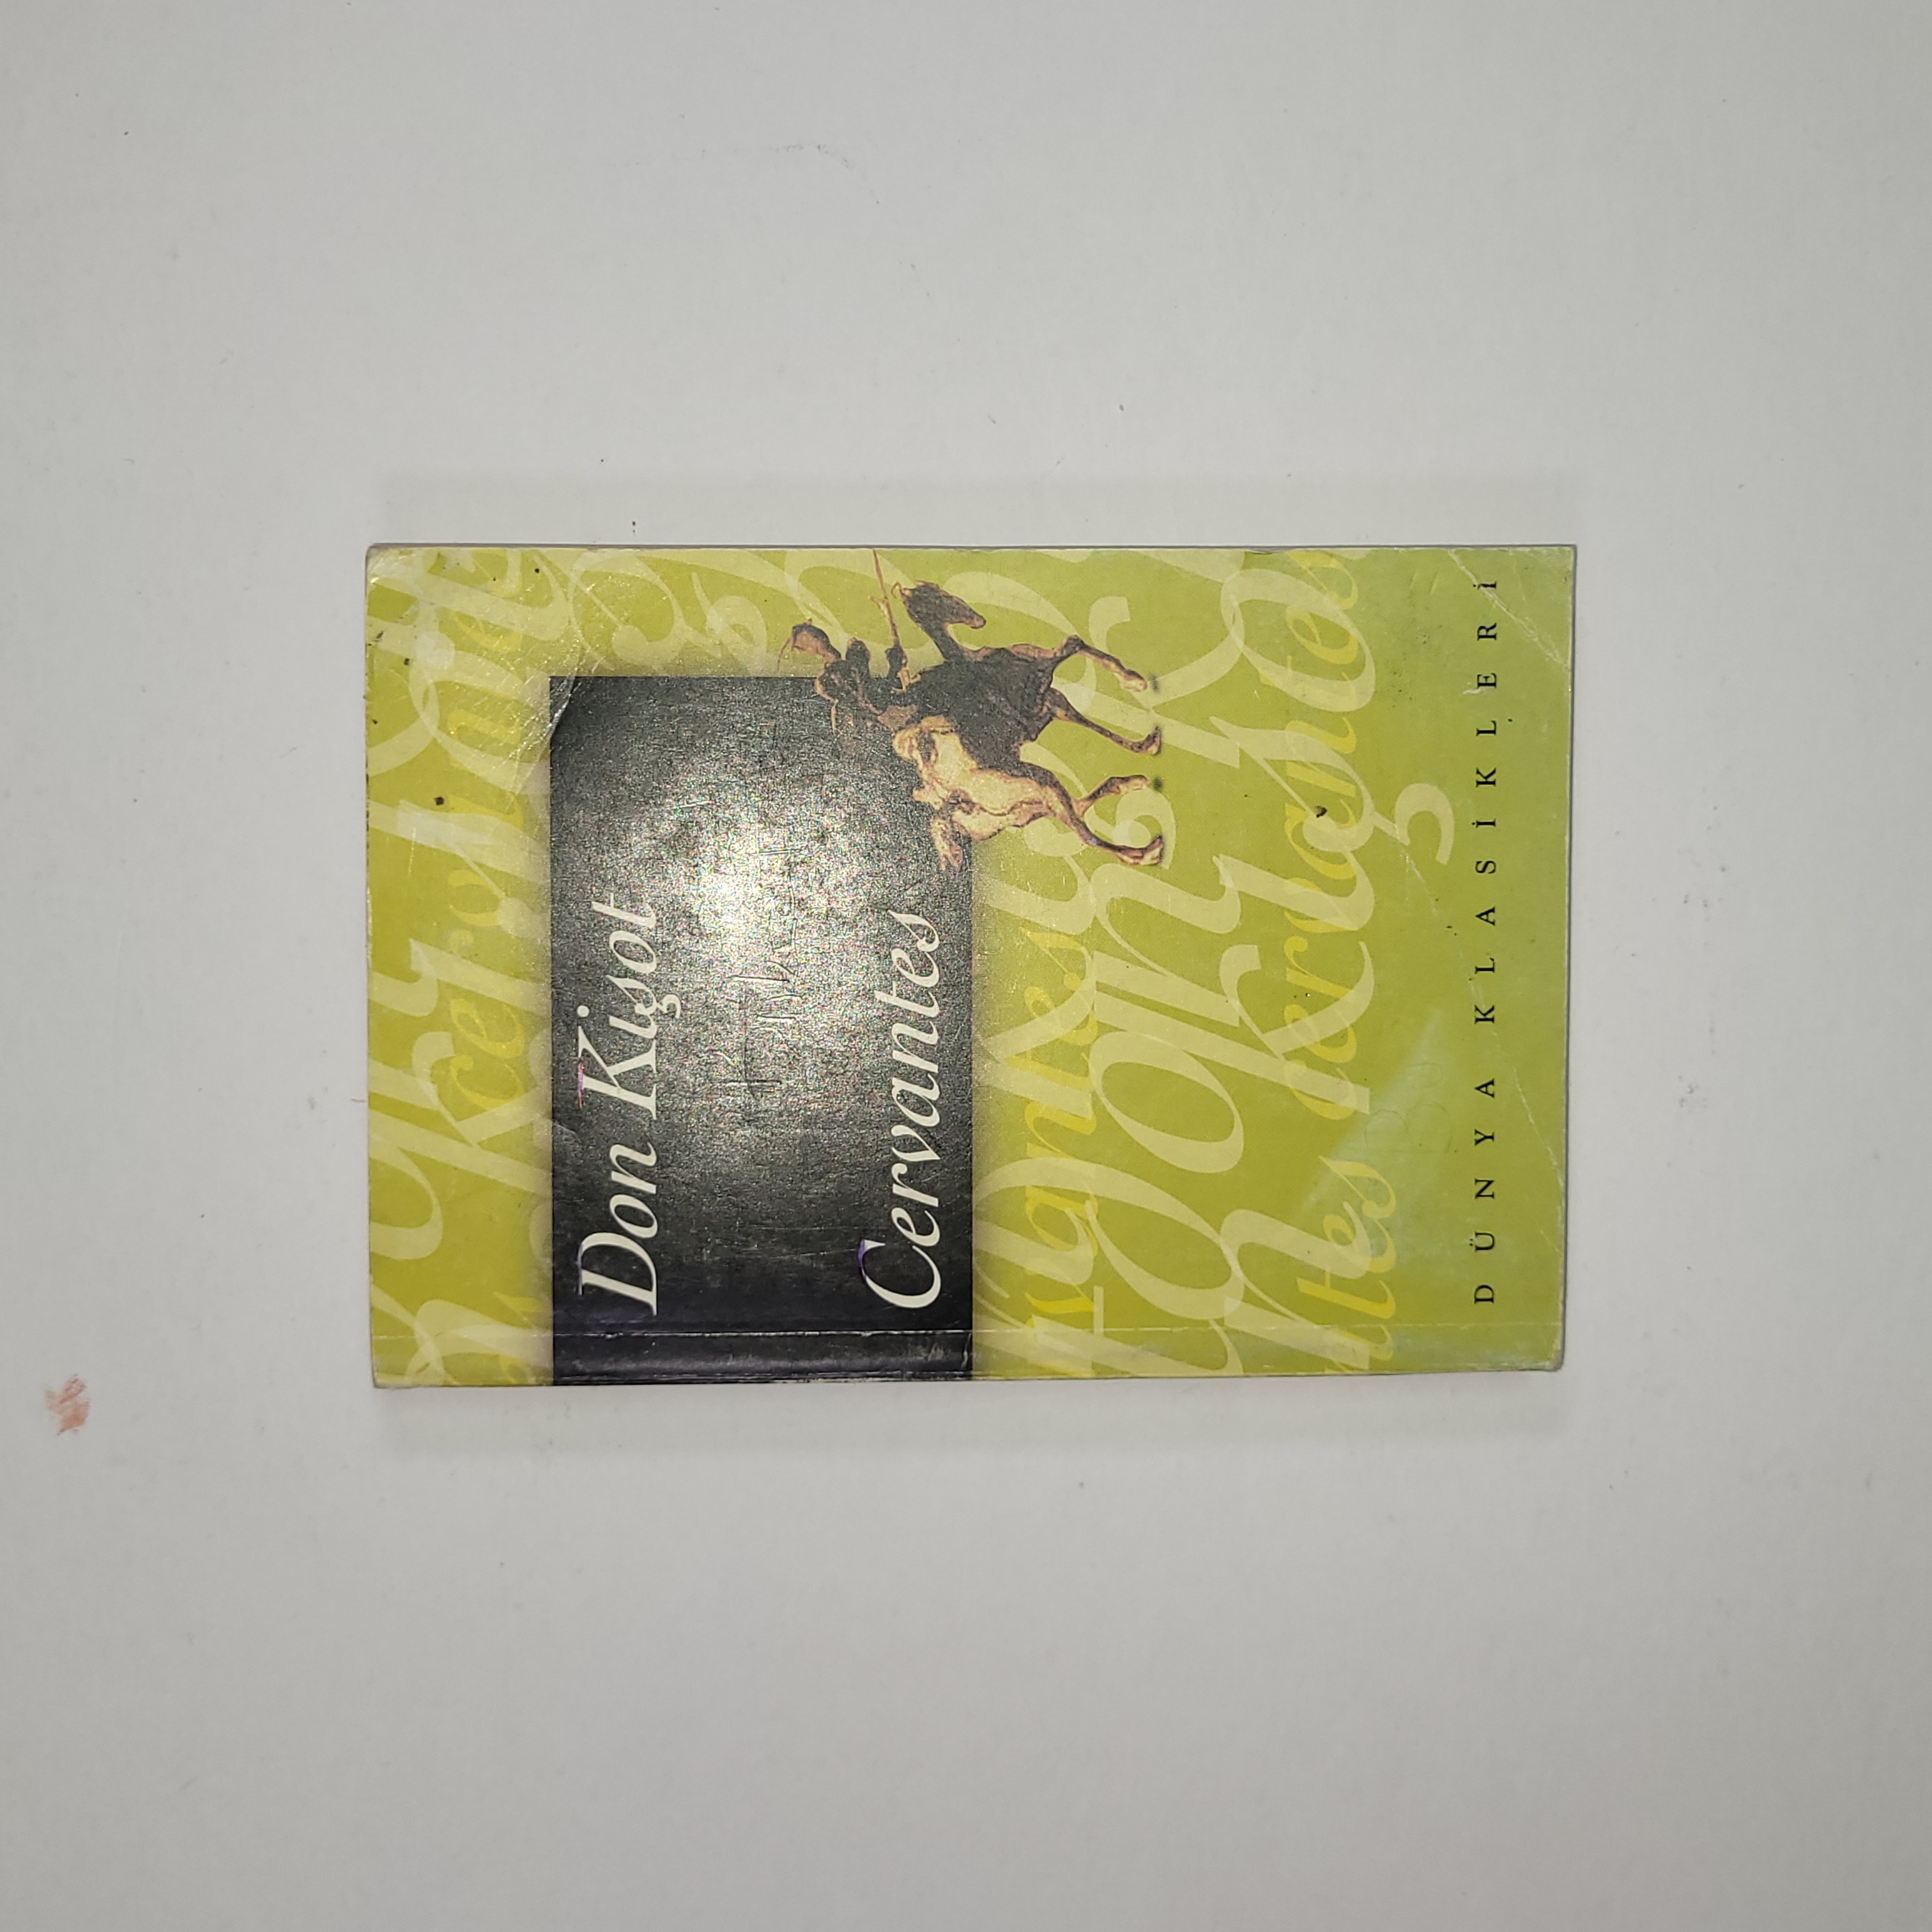 Don Kişot
Cervantes
DÜNYA KLASİKLERİ